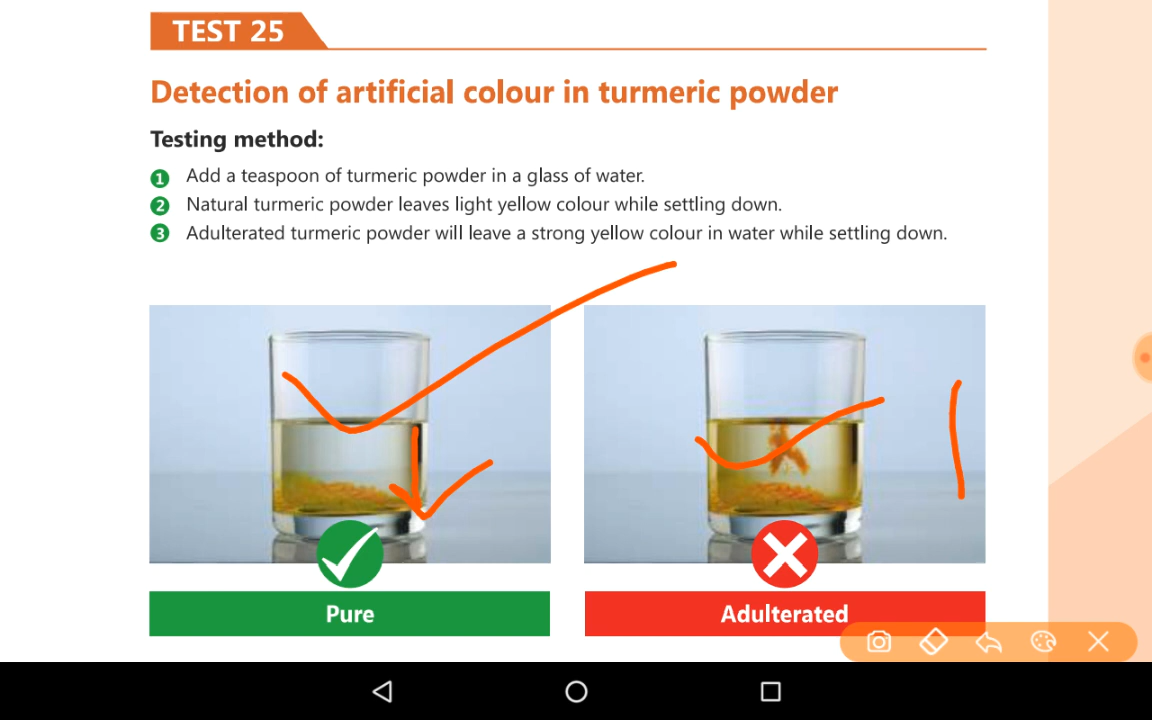 TEST 25
Detection of artificial colour in turmeric powder
Testing method:
1 Add a teaspoon of turmeric powder in a glass of water.
2 Natural turmeric powder leaves light yellow colour while settling down.
3 Adulterated turmeric powder will leave a strong yellow colour in water while settling down.
Pure
Adulterated